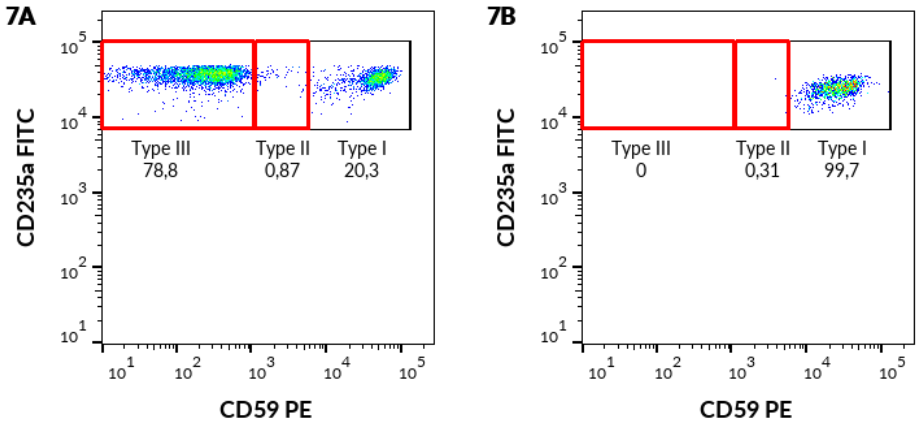 7A
7B
CD235a FITC
10^5
10^4
10^3
10^2
10^1
Type III
78,8
Type II
0,87
Type I
20,3
10^1 10^2 10^3 10^4 10^5
CD59 PE
CD235a FITC
10^5
10^4
10^3
10^2
10^1
Type III
0
Type II
0,31
Type I
99,7
10^1 10^2 10^3 10^4 10^5
CD59 PE